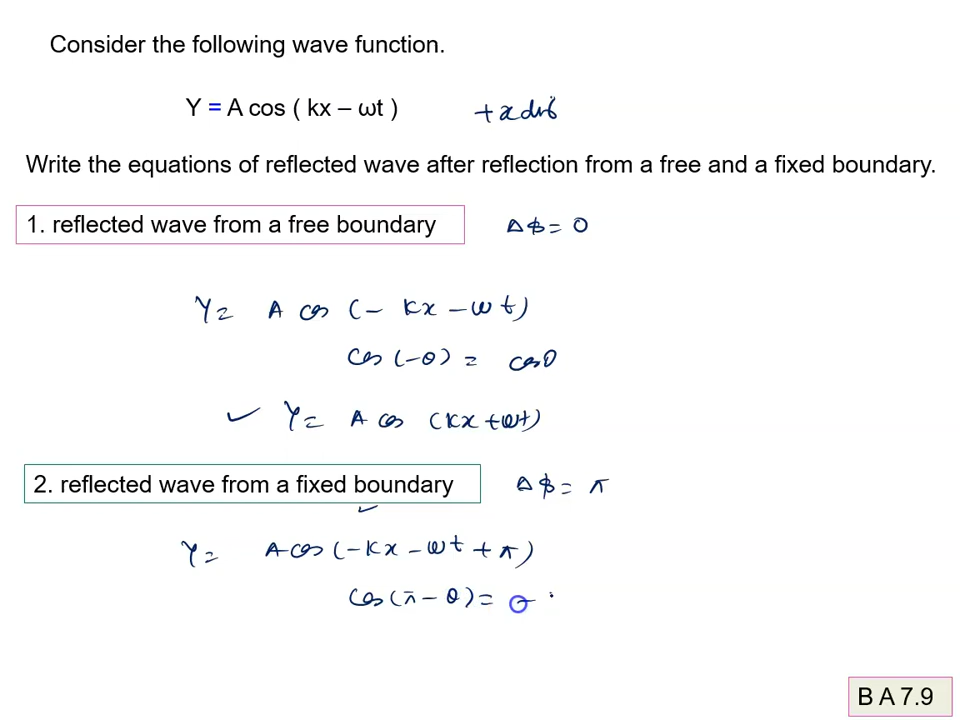 Consider the following wave function.
Y = A cos ( kx – ωt )    + x dir
Write the equations of reflected wave after reflection from a free and a fixed boundary.
1. reflected wave from a free boundary    Δϕ = 0
Y = A cos (- kx - ωt)
cos (-θ) = cosθ
✓ Y = A cos (kx + ωt)
2. reflected wave from a fixed boundary    Δϕ = π
Y = A cos (-kx - ωt + π)
cos (π - θ) = -
B A 7.9